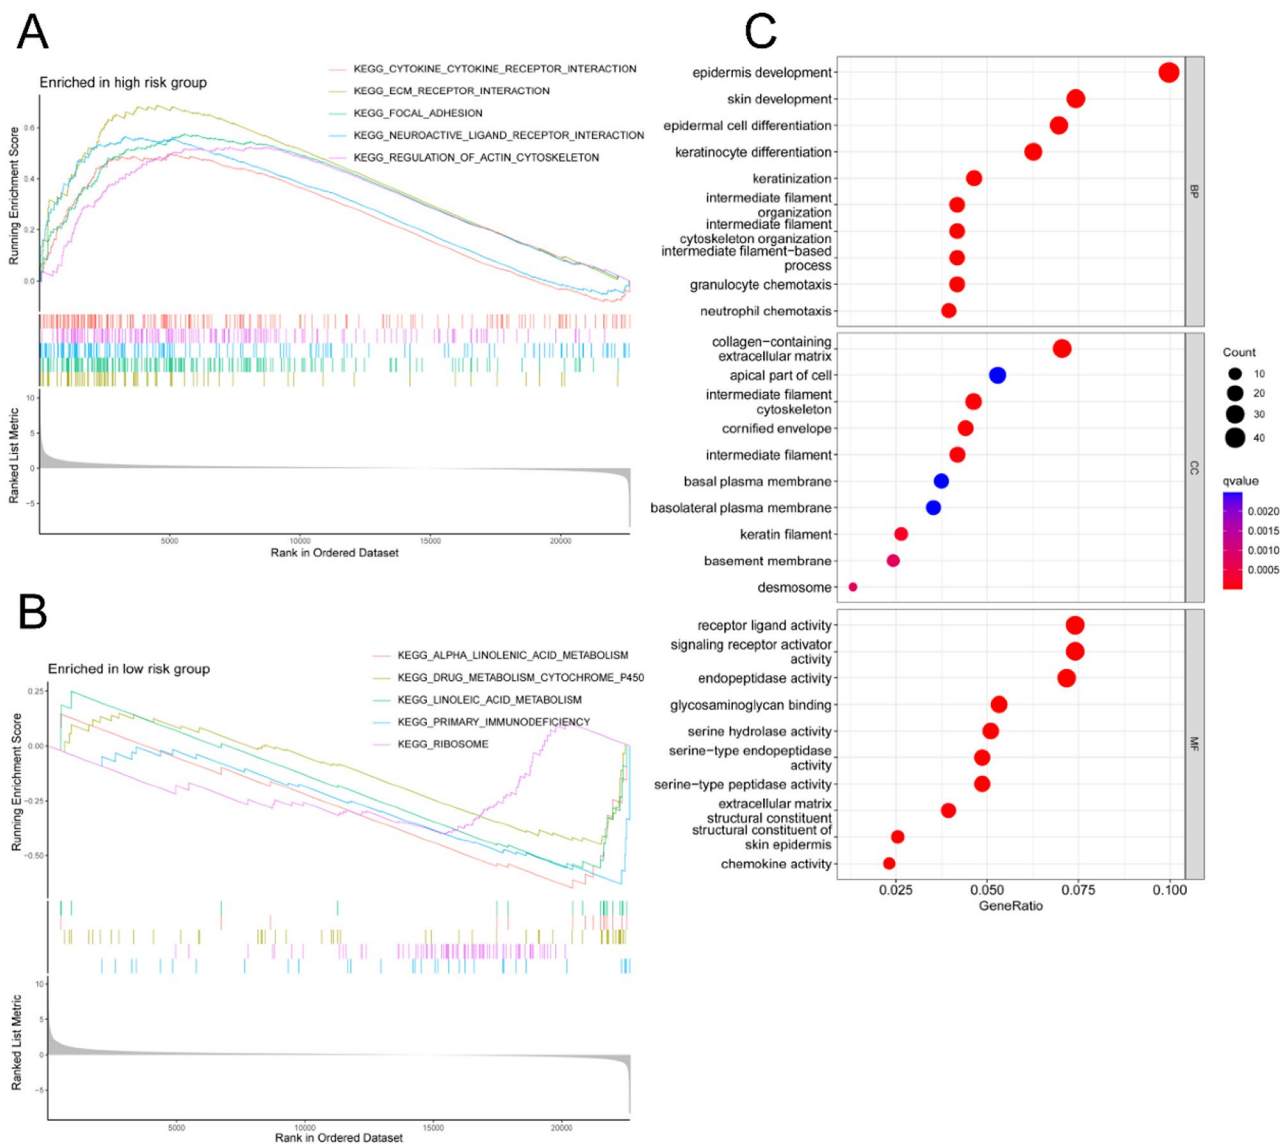 A
Enriched in high risk group
KEGG_CYTOKINE_CYTOKINE_RECEPTOR_INTERACTION
KEGG_ECM_RECEPTOR_INTERACTION
KEGG_FOCAL_ADHESION
KEGG_NEUROACTIVE_LIGAND_RECEPTOR_INTERACTION
KEGG_REGULATION_OF_ACTIN_CYTOSKELETON
Running Enrichment Score
0.6
0.4
0.2
0.0
Ranked List Metric
10
5
0
−5
5000 10000 15000 20000
Rank in Ordered Dataset
B
Enriched in low risk group
KEGG_ALPHA_LINOLENIC_ACID_METABOLISM
KEGG_DRUG_METABOLISM_CYTOCHROME_P450
KEGG_LINOLEIC_ACID_METABOLISM
KEGG_PRIMARY_IMMUNODEFICIENCY
KEGG_RIBOSOME
Running Enrichment Score
0.25
0.00
−0.25
−0.50
Ranked List Metric
10
5
0
−5
5000 10000 15000 20000
Rank in Ordered Dataset
C
epidermis development
skin development
epidermal cell differentiation
keratinocyte differentiation
keratinization
intermediate filament
organization
intermediate filament
cytoskeleton organization
intermediate filament−based
process
granulocyte chemotaxis
neutrophil chemotaxis
BP
collagen−containing
extracellular matrix
apical part of cell
intermediate filament
cytoskeleton
cornified envelope
intermediate filament
basal plasma membrane
basolateral plasma membrane
keratin filament
basement membrane
desmosome
CC
receptor ligand activity
signaling receptor activator
activity
endopeptidase activity
glycosaminoglycan binding
serine hydrolase activity
serine−type endopeptidase
activity
serine−type peptidase activity
extracellular matrix
structural constituent
structural constituent of
skin epidermis
chemokine activity
MF
0.025 0.050 0.075 0.100
GeneRatio
Count
10
20
30
40
qvalue
0.0020
0.0015
0.0010
0.0005